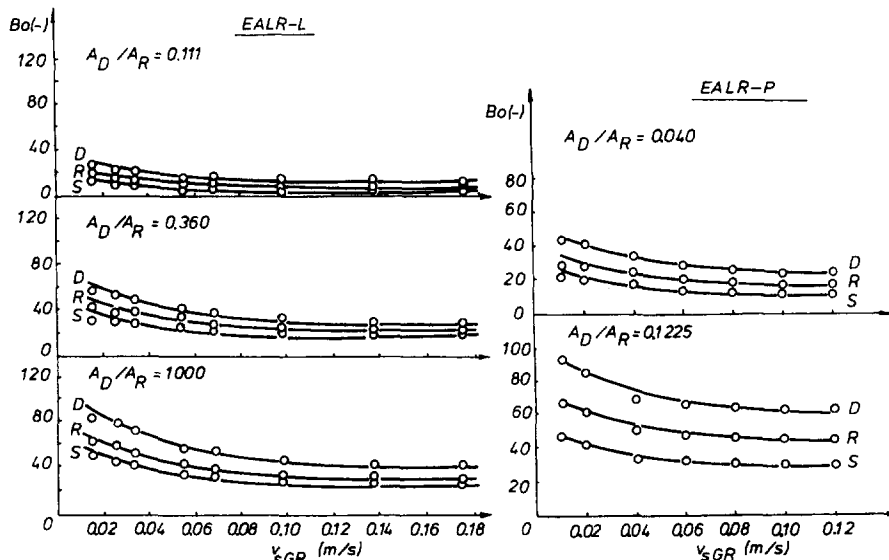 EALR-L
Bo(-)
A_D/A_R = 0.111
120
80
40
D
R
S
0
A_D/A_R = 0.360
120
80
D
R
40
S
0
A_D/A_R = 1000
120
D
80
R
S
40
0
0.02 0.04 0.06 0.08 0.10 0.12 0.14 0.16 0.18
v_sGR (m/s)
EALR-P
Bo(-)
A_D/A_R = 0.040
80
60
40
D
20
R
S
0
A_D/A_R = 0.1225
100
80
60
D
40
R
20
S
0
0.02 0.04 0.06 0.08 0.10 0.12
v_sGR (m/s)